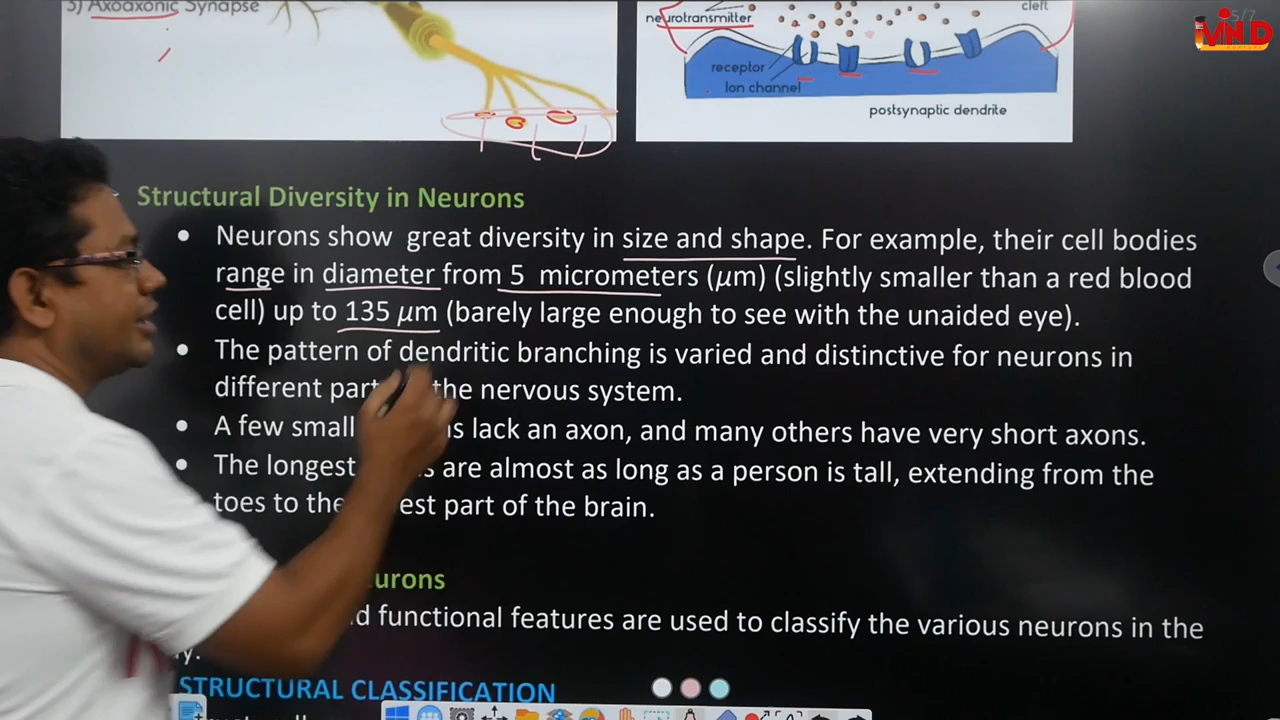 3) Axoaxonic Synapse
neurotransmitter
cleft
5/7
MIND
receptor
Ion channel
postsynaptic dendrite
Structural Diversity in Neurons
• Neurons show great diversity in size and shape. For example, their cell bodies
range in diameter from 5 micrometers (μm) (slightly smaller than a red blood
cell) up to 135 μm (barely large enough to see with the unaided eye).
• The pattern of dendritic branching is varied and distinctive for neurons in
different part the nervous system.
• A few small lack an axon, and many others have very short axons.
• The longest are almost as long as a person is tall, extending from the
toes to the est part of the brain.
urons
d functional features are used to classify the various neurons in the
y.
STRUCTURAL CLASSIFICATION